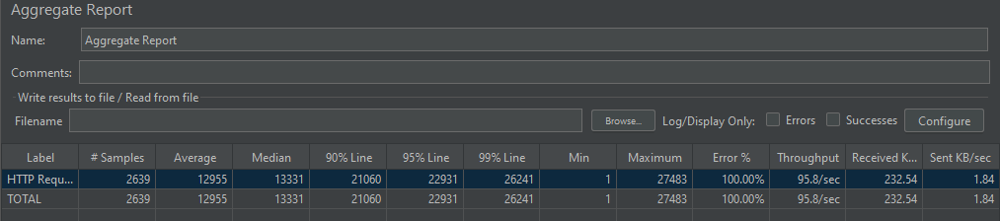 Aggregate Report
Name: Aggregate Report
Comments:
Write results to file / Read from file
Filename Browse... Log/Display Only: Errors Successes Configure
Label # Samples Average Median 90% Line 95% Line 99% Line Min Maximum Error % Throughput Received K... Sent KB/sec
HTTP Requ... 2639 12955 13331 21060 22931 26241 1 27483 100.00% 95.8/sec 232.54 1.84
TOTAL 2639 12955 13331 21060 22931 26241 1 27483 100.00% 95.8/sec 232.54 1.84